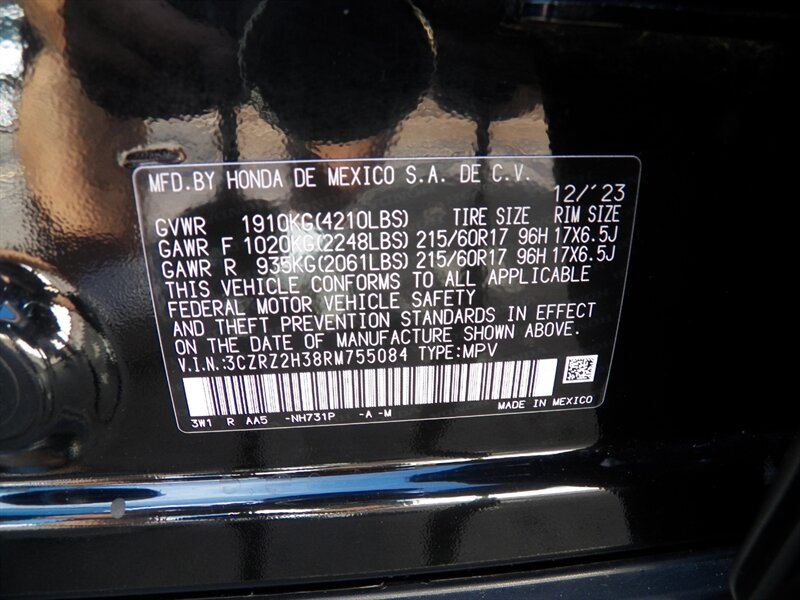 MFD.BY HONDA DE MEXICO S.A. DE C.V.
12/'23
GVWR 1910KG(4210LBS) TIRE SIZE RIM SIZE
GAWR F 1020KG(2248LBS) 215/60R17 96H 17X6.5J
GAWR R 935KG(2061LBS) 215/60R17 96H 17X6.5J
THIS VEHICLE CONFORMS TO ALL APPLICABLE
FEDERAL MOTOR VEHICLE SAFETY
AND THEFT PREVENTION STANDARDS IN EFFECT
ON THE DATE OF MANUFACTURE SHOWN ABOVE.
V.I.N.:3CZRZ2H38RM755084 TYPE:MPV
MADE IN MEXICO
3W1 R AA5 -NH731P -A -M